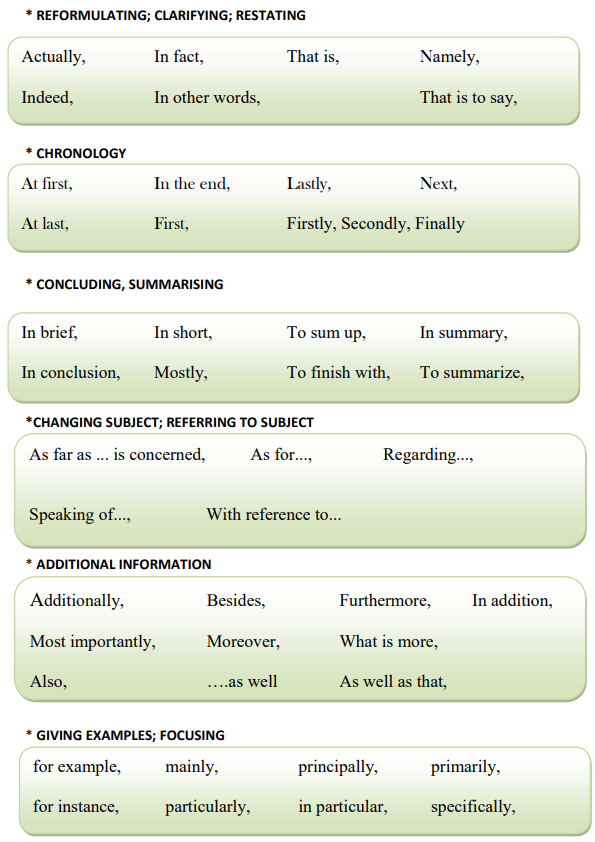 * REFORMULATING; CLARIFYING; RESTATING
Actually, In fact, That is, Namely,
Indeed, In other words, That is to say,
* CHRONOLOGY
At first, In the end, Lastly, Next,
At last, First, Firstly, Secondly, Finally
* CONCLUDING, SUMMARISING
In brief, In short, To sum up, In summary,
In conclusion, Mostly, To finish with, To summarize,
*CHANGING SUBJECT; REFERRING TO SUBJECT
As far as ... is concerned, As for..., Regarding...,
Speaking of..., With reference to...
* ADDITIONAL INFORMATION
Additionally, Besides, Furthermore, In addition,
Most importantly, Moreover, What is more,
Also, ….as well As well as that,
* GIVING EXAMPLES; FOCUSING
for example, mainly, principally, primarily,
for instance, particularly, in particular, specifically,